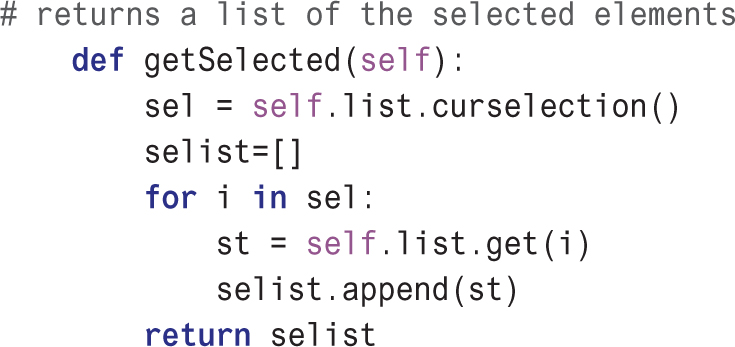 # returns a list of the selected elements
    def getSelected(self):
        sel = self.list.curselection()
        selist=[]
        for i in sel:
            st = self.list.get(i)
            selist.append(st)
        return selist